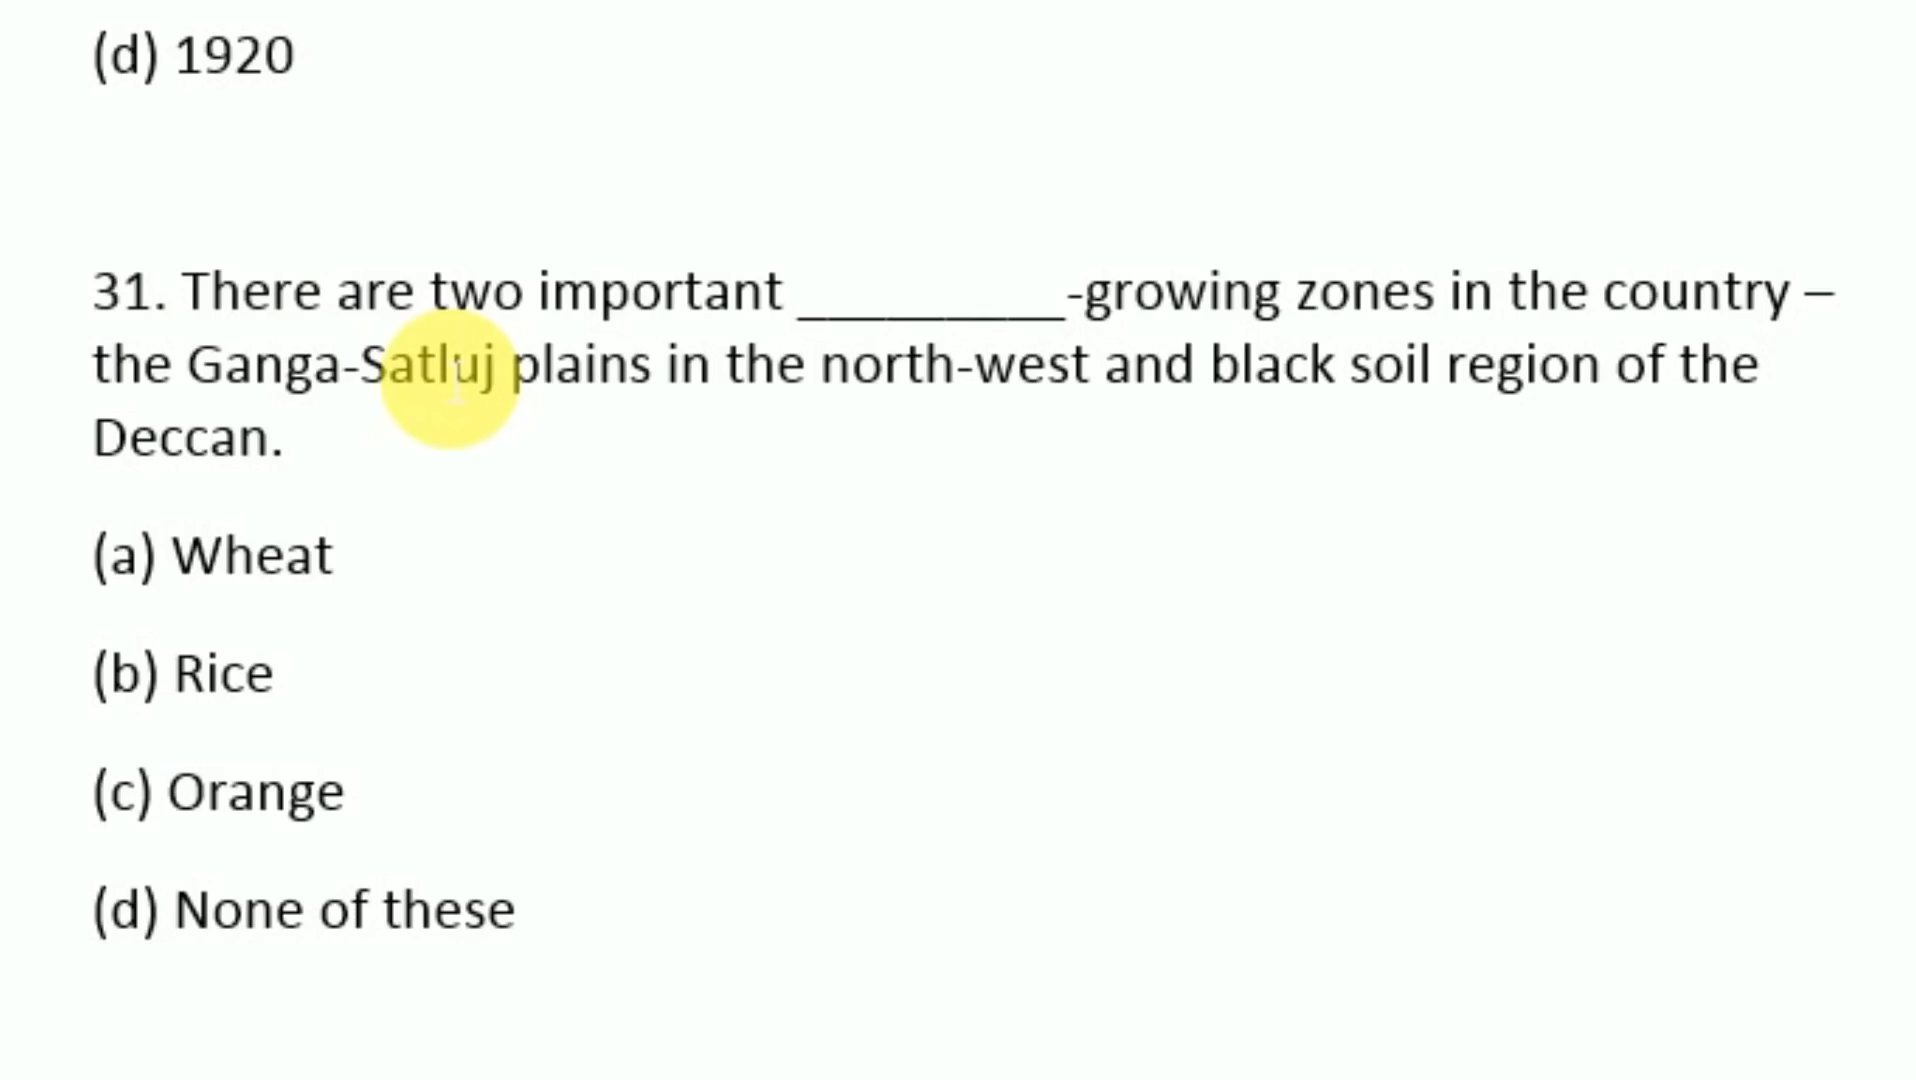 (d) 1920
31. There are two important __________-growing zones in the country –
the Ganga-Satluj plains in the north-west and black soil region of the
Deccan.
(a) Wheat
(b) Rice
(c) Orange
(d) None of these